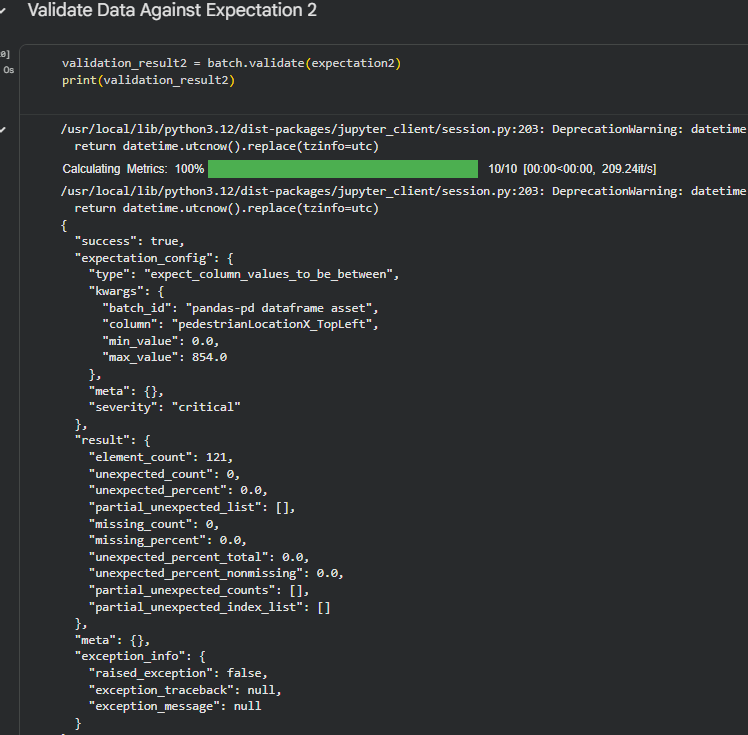 Validate Data Against Expectation 2
0s
validation_result2 = batch.validate(expectation2)
print(validation_result2)
/usr/local/lib/python3.12/dist-packages/jupyter_client/session.py:203: DeprecationWarning: datetime
return datetime.utcnow().replace(tzinfo=utc)
Calculating Metrics: 100% 10/10 [00:00<00:00, 209.24it/s]
/usr/local/lib/python3.12/dist-packages/jupyter_client/session.py:203: DeprecationWarning: datetime
return datetime.utcnow().replace(tzinfo=utc)
{
"success": true,
"expectation_config": {
"type": "expect_column_values_to_be_between",
"kwargs": {
"batch_id": "pandas-pd dataframe asset",
"column": "pedestrianLocationX_TopLeft",
"min_value": 0.0,
"max_value": 854.0
},
"meta": {},
"severity": "critical"
},
"result": {
"element_count": 121,
"unexpected_count": 0,
"unexpected_percent": 0.0,
"partial_unexpected_list": [],
"missing_count": 0,
"missing_percent": 0.0,
"unexpected_percent_total": 0.0,
"unexpected_percent_nonmissing": 0.0,
"partial_unexpected_counts": [],
"partial_unexpected_index_list": []
},
"meta": {},
"exception_info": {
"raised_exception": false,
"exception_traceback": null,
"exception_message": null
}